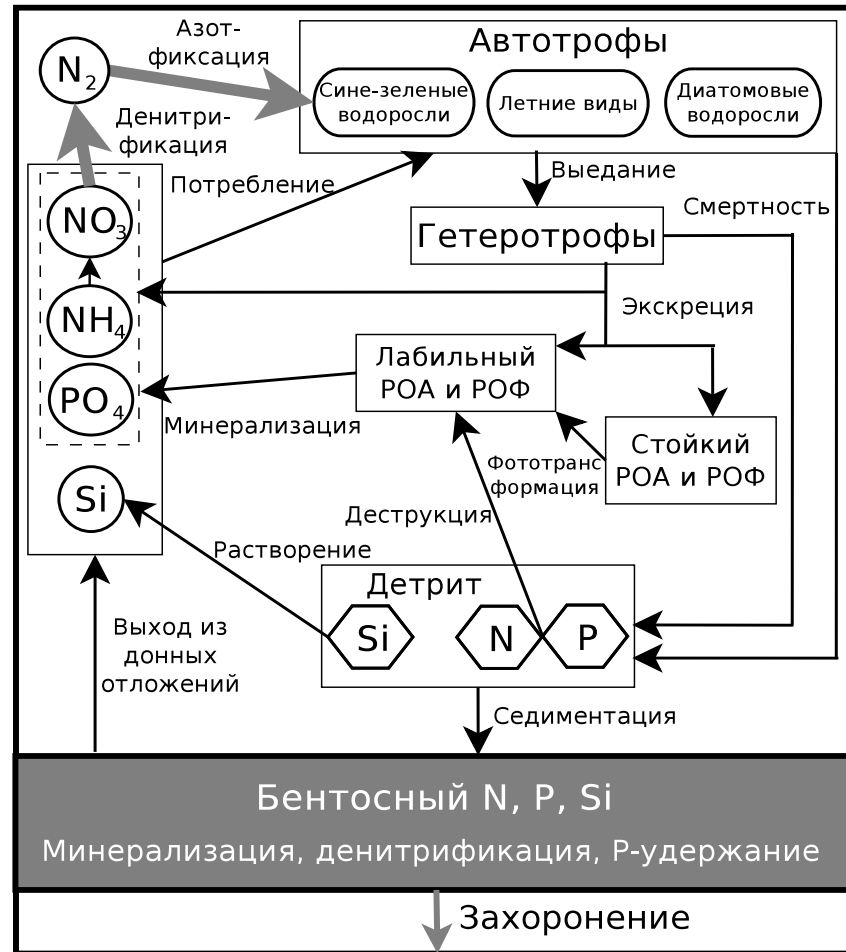 Азот-
фиксация
Автотрофы
N2
Сине-зеленые
водоросли
Летние виды
Диатомовые
водоросли
Денитри-
фикация
Потребление
Выедание
Смертность
NO3
Гетеротрофы
NH4
Экскреция
Лабильный
РОА и РОФ
PO4
Минерализация
Стойкий
РОА и РОФ
Фототранс
формация
Si
Деструкция
Растворение
Детрит
Si
N
P
Выход из
донных
отложений
Седиментация
Бентосный N, P, Si
Минерализация, денитрификация, Р-удержание
Захоронение